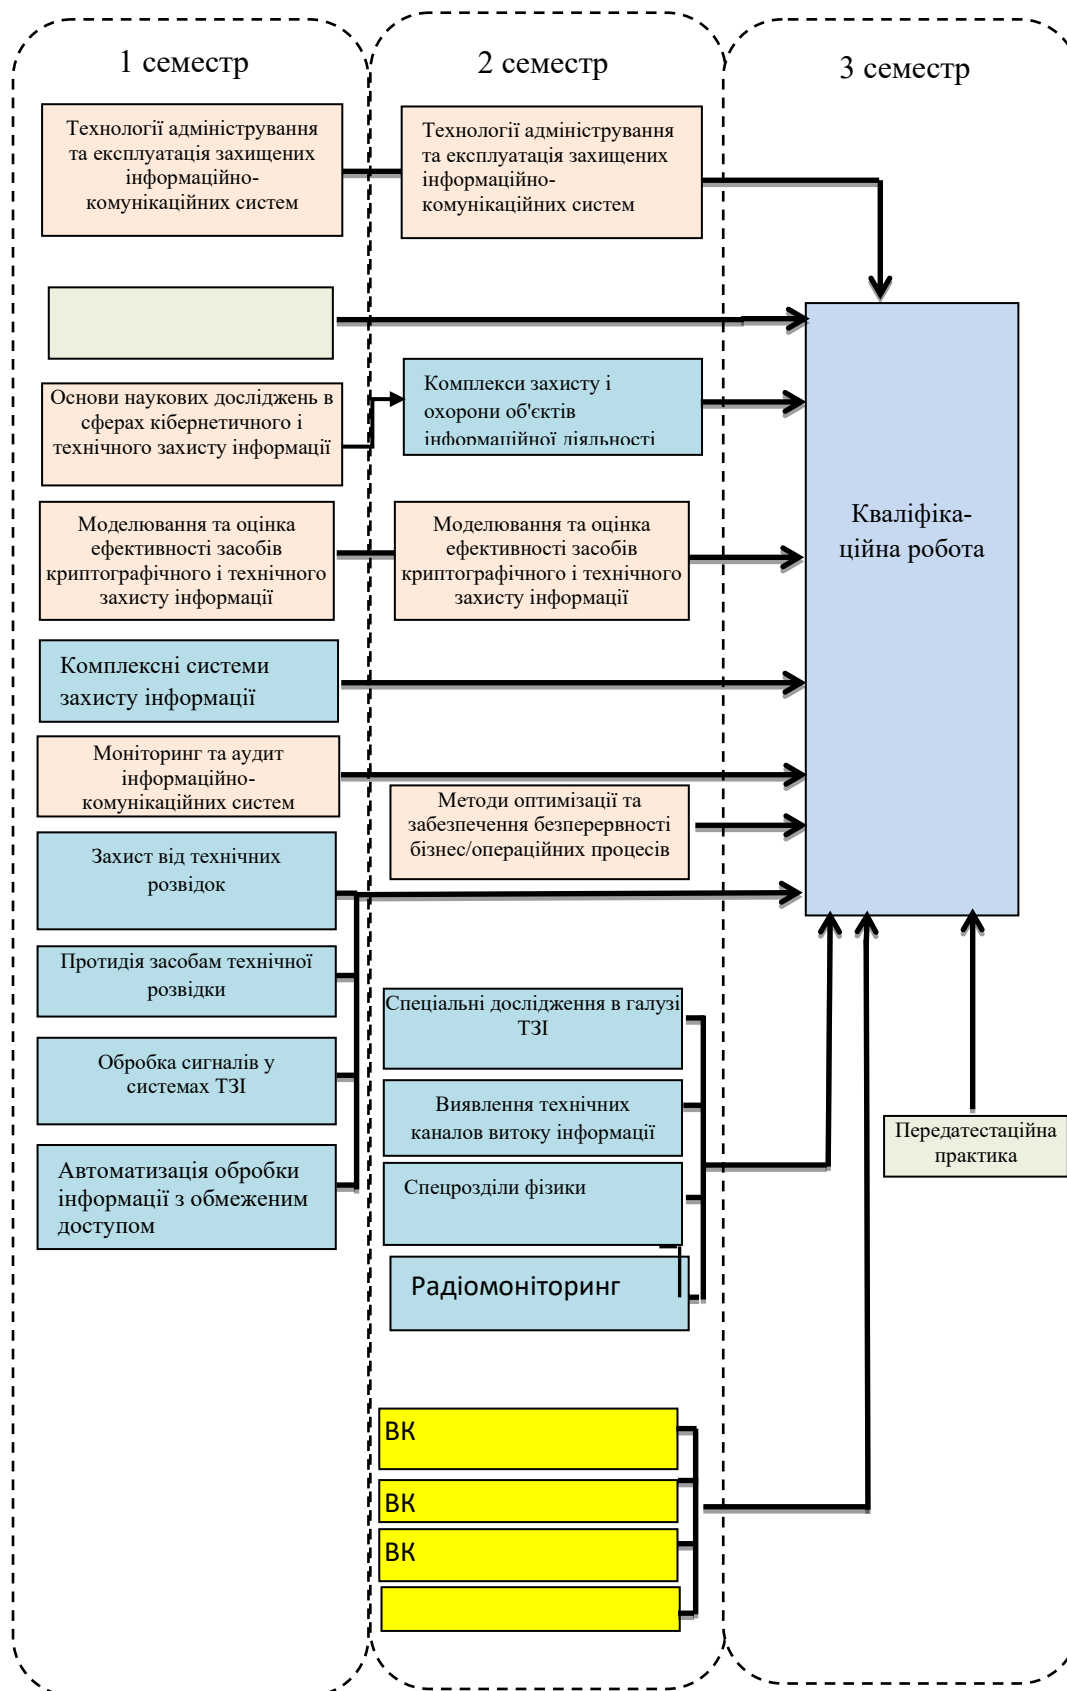 1 семестр
2 семестр
3 семестр
Технології адміністрування
та експлуатація захищених
інформаційно-
комунікаційних систем
Технології адміністрування
та експлуатація захищених
інформаційно-
комунікаційних систем
Основи наукових досліджень в
сферах кібернетичного і
технічного захисту інформації
Комплекси захисту і
охорони об'єктів
інформаційної діяльності
Кваліфіка-
ційна робота
Моделювання та оцінка
ефективності засобів
криптографічного і технічного
захисту інформації
Моделювання та оцінка
ефективності засобів
криптографічного і технічного
захисту інформації
Комплексні системи
захисту інформації
Моніторинг та аудит
інформаційно-
комунікаційних систем
Методи оптимізації та
забезпечення безперервності
бізнес/операційних процесів
Захист від технічних
розвідок
Протидія засобам технічної
розвідки
Спеціальні дослідження в галузі
ТЗІ
Обробка сигналів у
системах ТЗІ
Виявлення технічних
каналов витоку інформації
Передатестаційна
практика
Автоматизація обробки
інформації з обмеженим
доступом
Спецрозділи фізики
Радіомоніторинг
ВК
ВК
ВК